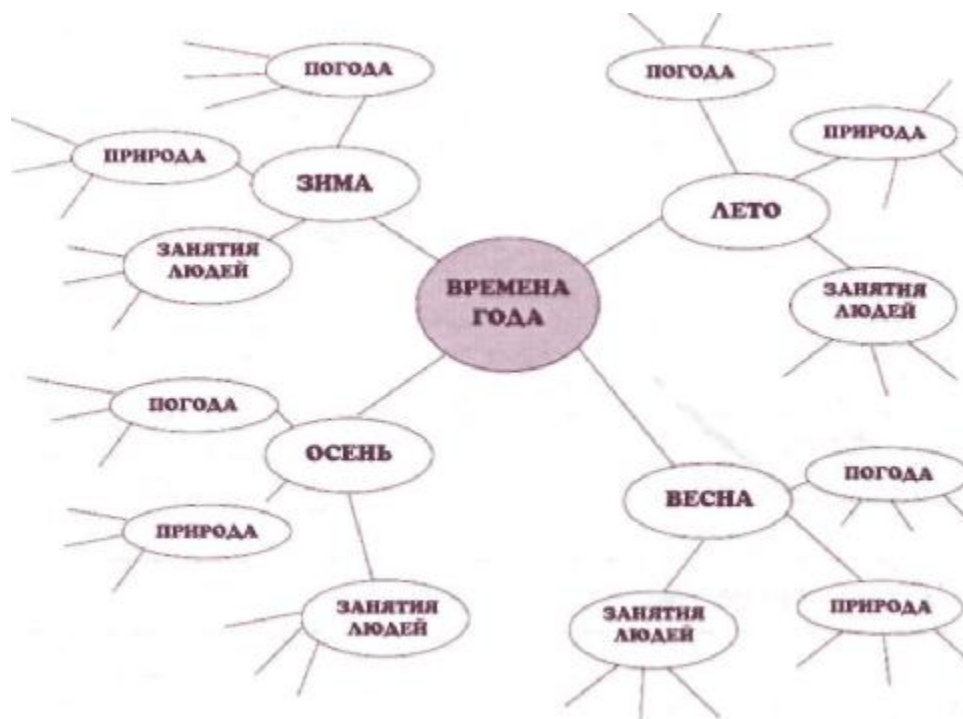 ПОГОДА
ПОГОДА
ПРИРОДА
ПРИРОДА
ЗИМА
ЛЕТО
ЗАНЯТИЯ
ЛЮДЕЙ
ВРЕМЕНА
ГОДА
ЗАНЯТИЯ
ЛЮДЕЙ
ПОГОДА
ОСЕНЬ
ПОГОДА
ВЕСНА
ПРИРОДА
ЗАНЯТИЯ
ЛЮДЕЙ
ЗАНЯТИЯ
ЛЮДЕЙ
ПРИРОДА